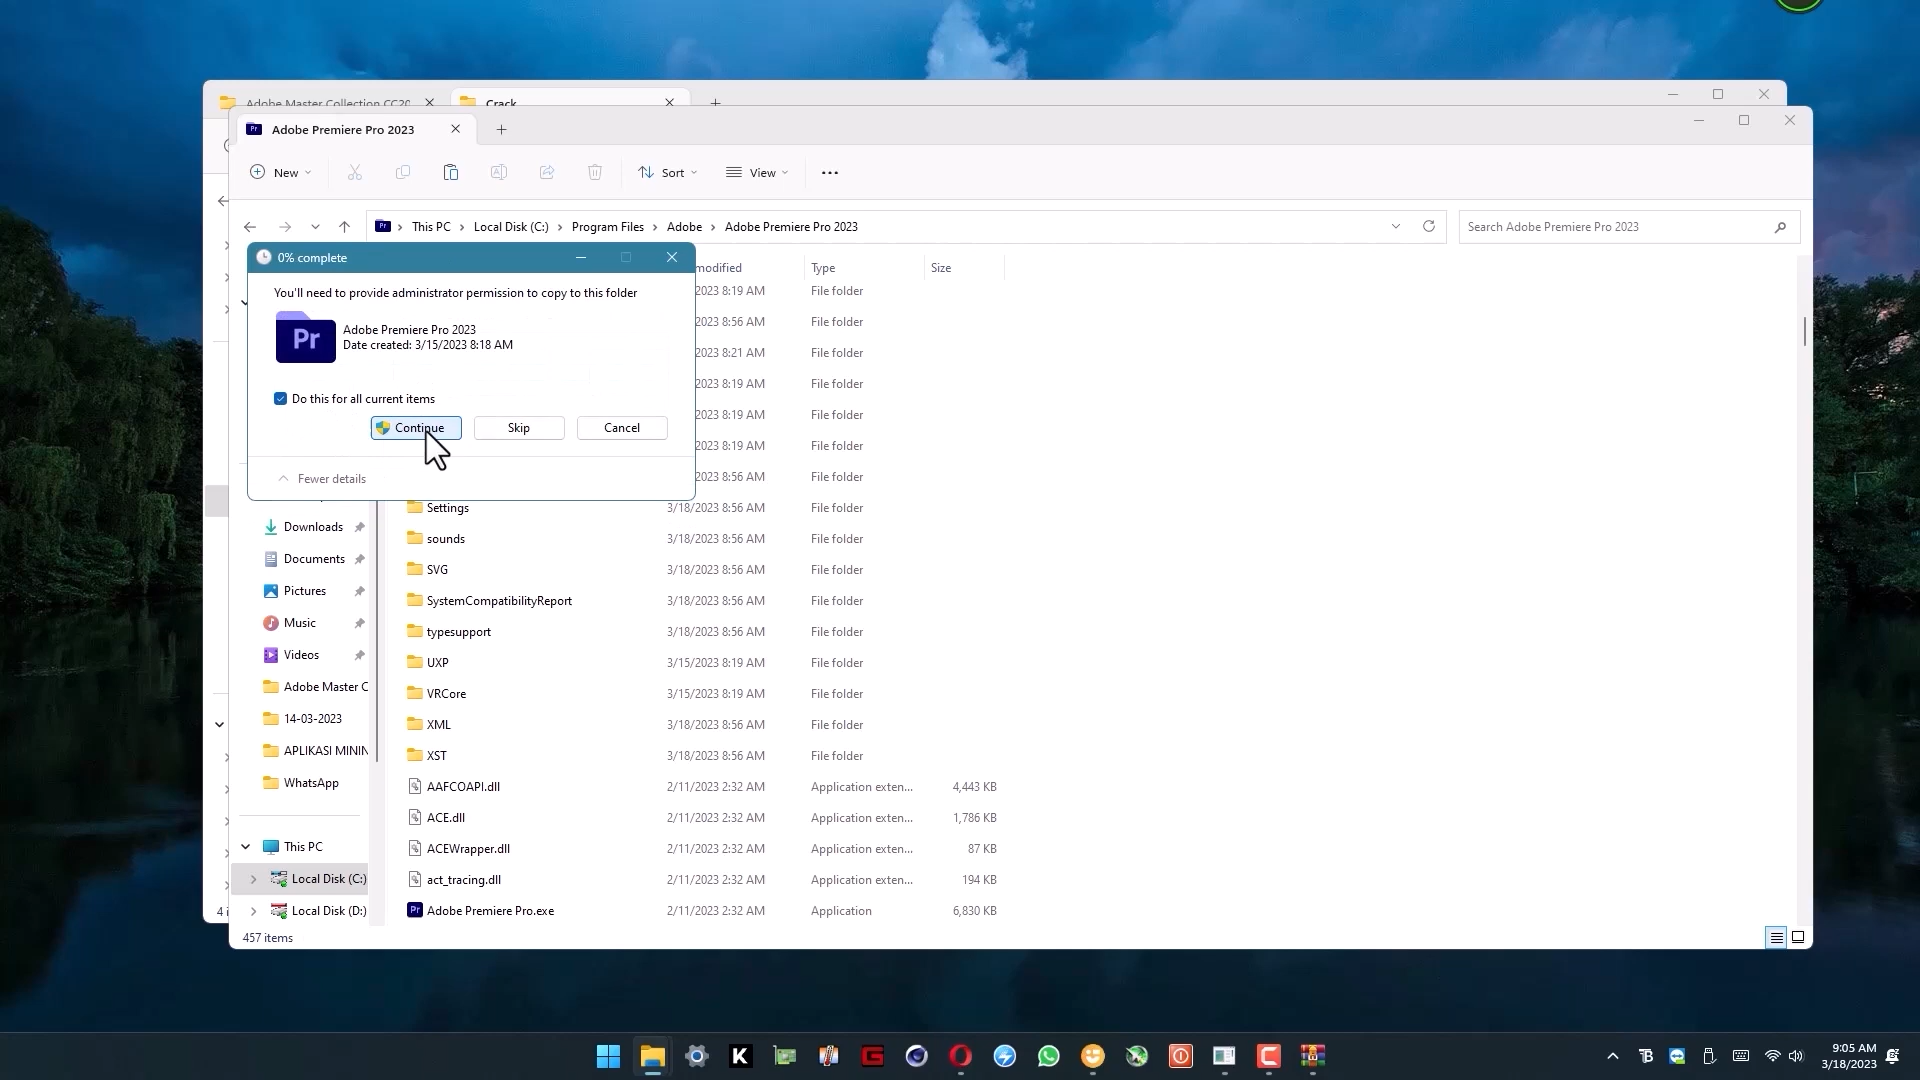 Adobe Master Collection CC20
Crack
Adobe Premiere Pro 2023
New
Sort
View
This PC > Local Disk (C:) > Program Files > Adobe > Adobe Premiere Pro 2023
Search Adobe Premiere Pro 2023
0% complete
You'll need to provide administrator permission to copy to this folder
Pr
Adobe Premiere Pro 2023
Date created: 3/15/2023 8:18 AM
Do this for all current items
Continue
Skip
Cancel
Fewer details
modified
Type
Size
2023 8:19 AM File folder
2023 8:56 AM File folder
2023 8:21 AM File folder
2023 8:19 AM File folder
2023 8:19 AM File folder
2023 8:19 AM File folder
2023 8:56 AM File folder
Settings 3/18/2023 8:56 AM File folder
sounds 3/18/2023 8:56 AM File folder
SVG 3/18/2023 8:56 AM File folder
SystemCompatibilityReport 3/18/2023 8:56 AM File folder
typesupport 3/18/2023 8:56 AM File folder
UXP 3/15/2023 8:19 AM File folder
VRCore 3/15/2023 8:19 AM File folder
XML 3/18/2023 8:56 AM File folder
XST 3/18/2023 8:56 AM File folder
AAFCOAPI.dll 2/11/2023 2:32 AM Application exten... 4,443 KB
ACE.dll 2/11/2023 2:32 AM Application exten... 1,786 KB
ACEWrapper.dll 2/11/2023 2:32 AM Application exten... 87 KB
act_tracing.dll 2/11/2023 2:32 AM Application exten... 194 KB
Adobe Premiere Pro.exe 2/11/2023 2:32 AM Application 6,830 KB
Downloads
Documents
Pictures
Music
Videos
Adobe Master C
14-03-2023
APLIKASI MININ
WhatsApp
This PC
Local Disk (C:)
Local Disk (D:)
4 i
457 items
9:05 AM
3/18/2023